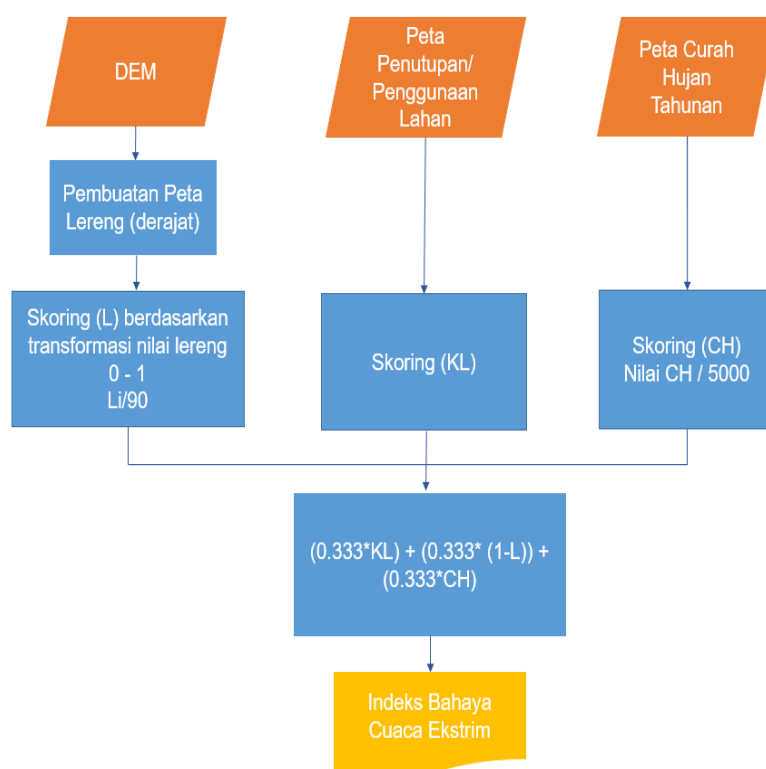 DEM
Peta
Penutupan/
Penggunaan
Lahan
Peta Curah
Hujan
Tahunan
Pembuatan Peta
Lereng (derajat)
Skoring (L) berdasarkan
transformasi nilai lereng
0 - 1
Li/90
Skoring (KL)
Skoring (CH)
Nilai CH / 5000
(0.333*KL) + (0.333* (1-L)) +
(0.333*CH)
Indeks Bahaya
Cuaca Ekstrim